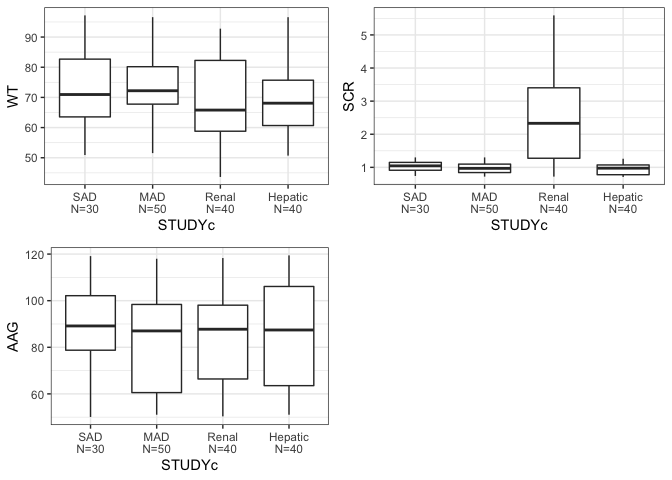 WT
90
80
70
60
50
SAD MAD Renal Hepatic
N=30 N=50 N=40 N=40
STUDYc
SCR
5
4
3
2
1
SAD MAD Renal Hepatic
N=30 N=50 N=40 N=40
STUDYc
AAG
120
100
80
60
SAD MAD Renal Hepatic
N=30 N=50 N=40 N=40
STUDYc